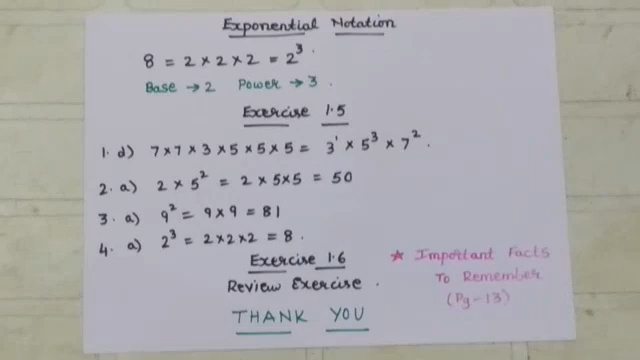 Exponential Notation
8 = 2 × 2 × 2 = 2³.
Base → 2 Power → 3.
Exercise 1.5
1. d) 7×7×3×5×5×5 = 3¹ × 5³ × 7².
2. a) 2 × 5² = 2 × 5×5 = 50
3. a) 9² = 9×9 = 81
4. a) 2³ = 2×2×2 = 8.
Exercise 1.6
Review Exercise.
THANK YOU
* Important Facts
To Remember
(Pg-13)